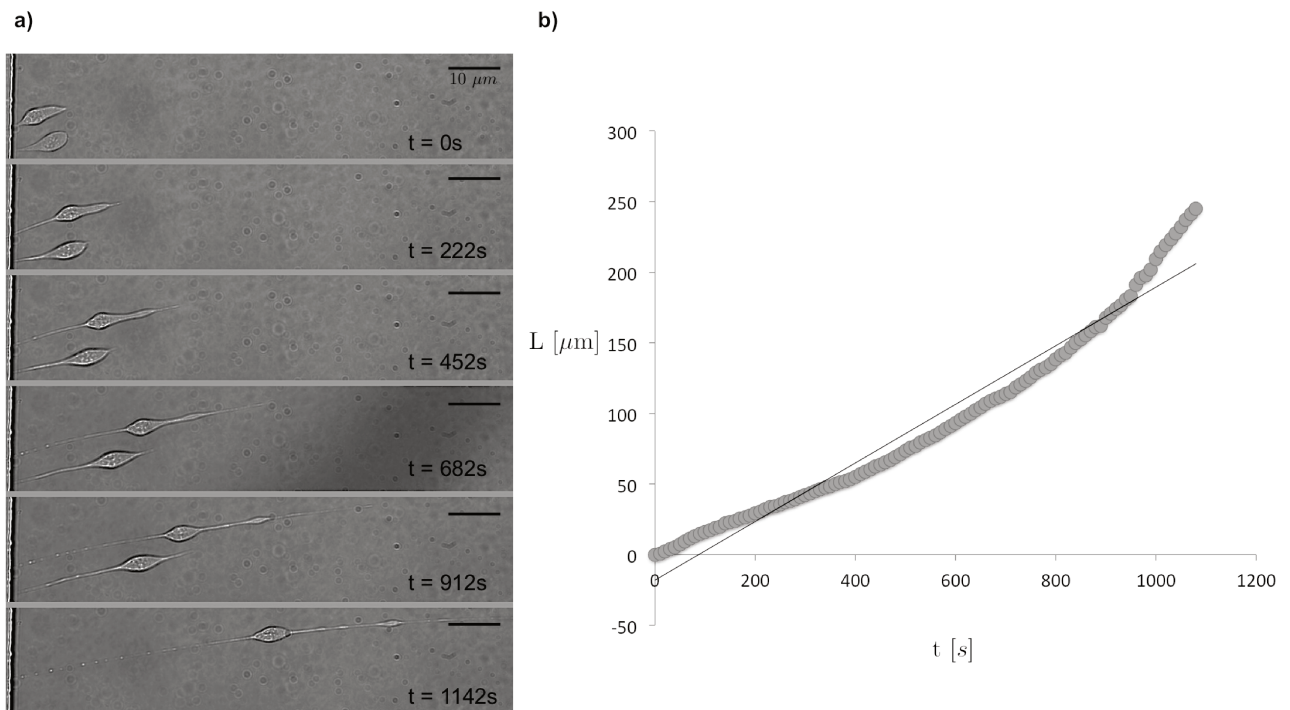 a)
10 μm
t = 0s
t = 222s
t = 452s
t = 682s
t = 912s
t = 1142s
b)
300
250
200
150
100
50
0
-50
L [μm]
0 200 400 600 800 1000 1200
t [s]